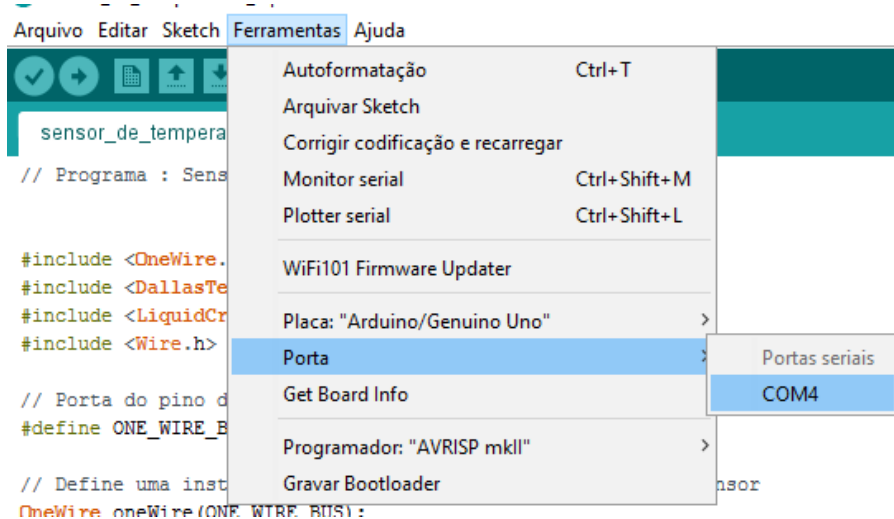 Arquivo Editar Sketch Ferramentas Ajuda
Autoformatação Ctrl+T
Arquivar Sketch
Corrigir codificação e recarregar
Monitor serial Ctrl+Shift+M
Plotter serial Ctrl+Shift+L
WiFi101 Firmware Updater
Placa: "Arduino/Genuino Uno"
Porta
Get Board Info
Programador: "AVRISP mkII"
Gravar Bootloader
Portas seriais
COM4
sensor_de_tempera
// Programa : Sens
#include <OneWire.
#include <DallasTe
#include <LiquidCr
#include <Wire.h>
// Porta do pino d
#define ONE_WIRE_B
// Define uma inst nsor
OneWire oneWire(ONE_WIRE_BUS);